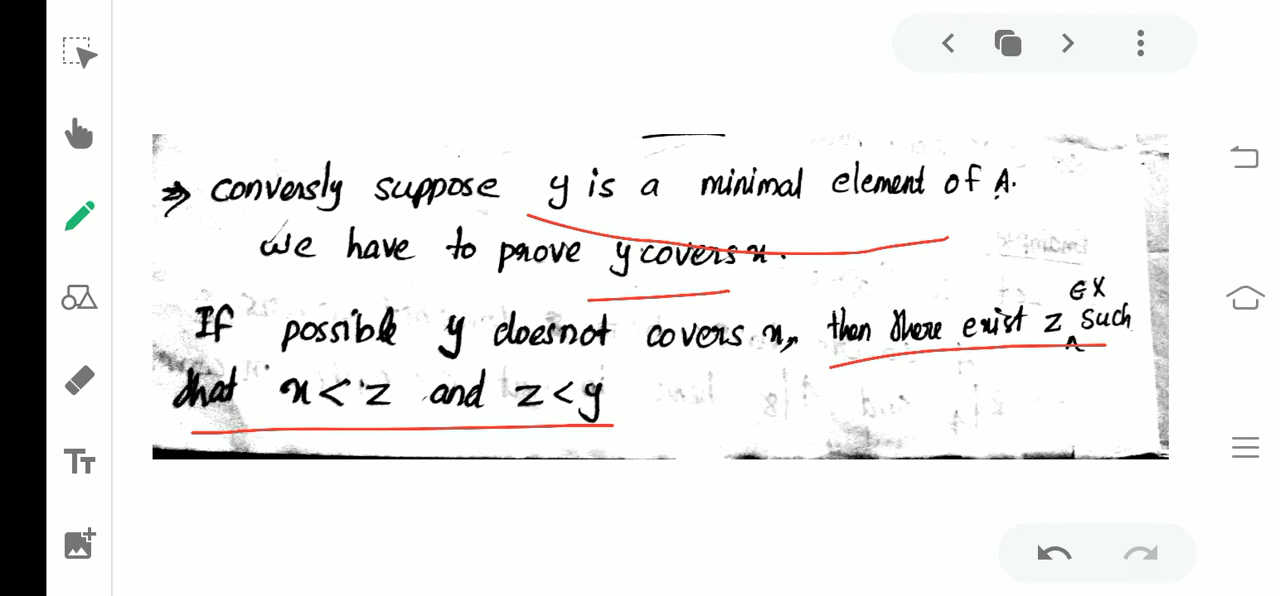 ⇒ conversly suppose y is a minimal element of A.
we have to prove y covers x.
If possible y doesnot covers x, then there exist z ∈ X such
that x < z and z < y